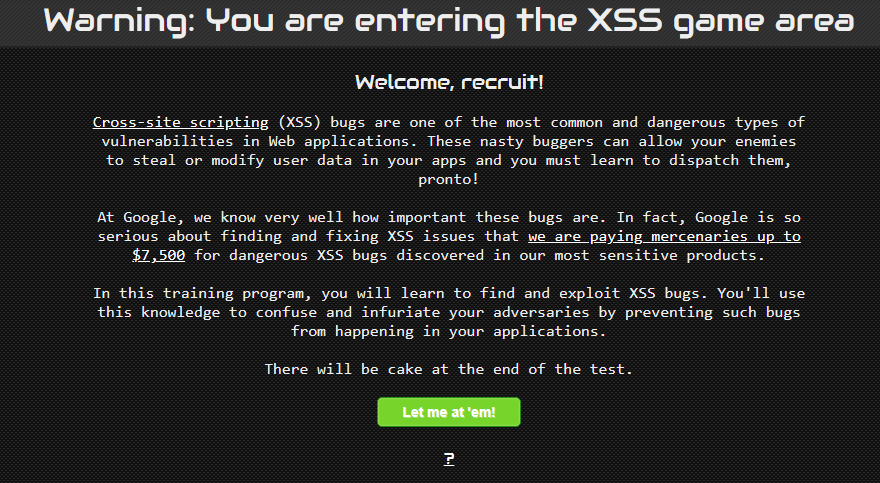 Warning: You are entering the XSS game area
Welcome, recruit!
Cross-site scripting (XSS) bugs are one of the most common and dangerous types of
vulnerabilities in Web applications. These nasty buggers can allow your enemies
to steal or modify user data in your apps and you must learn to dispatch them,
pronto!
At Google, we know very well how important these bugs are. In fact, Google is so
serious about finding and fixing XSS issues that we are paying mercenaries up to
$7,500 for dangerous XSS bugs discovered in our most sensitive products.
In this training program, you will learn to find and exploit XSS bugs. You'll use
this knowledge to confuse and infuriate your adversaries by preventing such bugs
from happening in your applications.
There will be cake at the end of the test.
Let me at 'em!
?